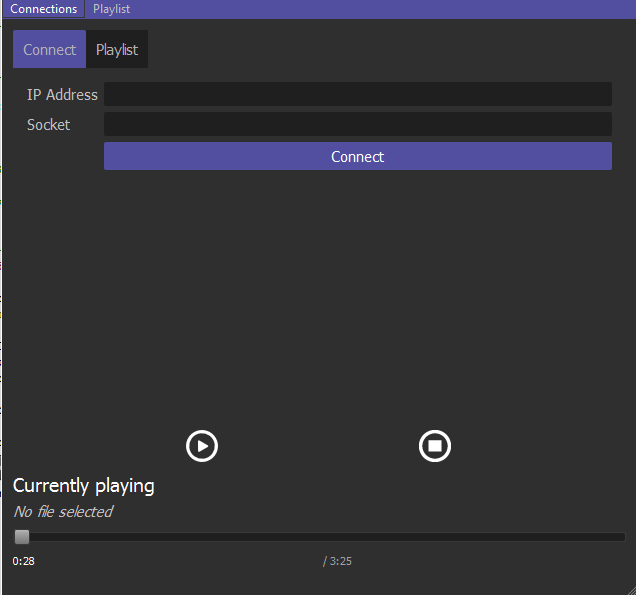 Connections Playlist
Connect Playlist
IP Address
Socket
Connect
Currently playing
No file selected
0:28 / 3:25